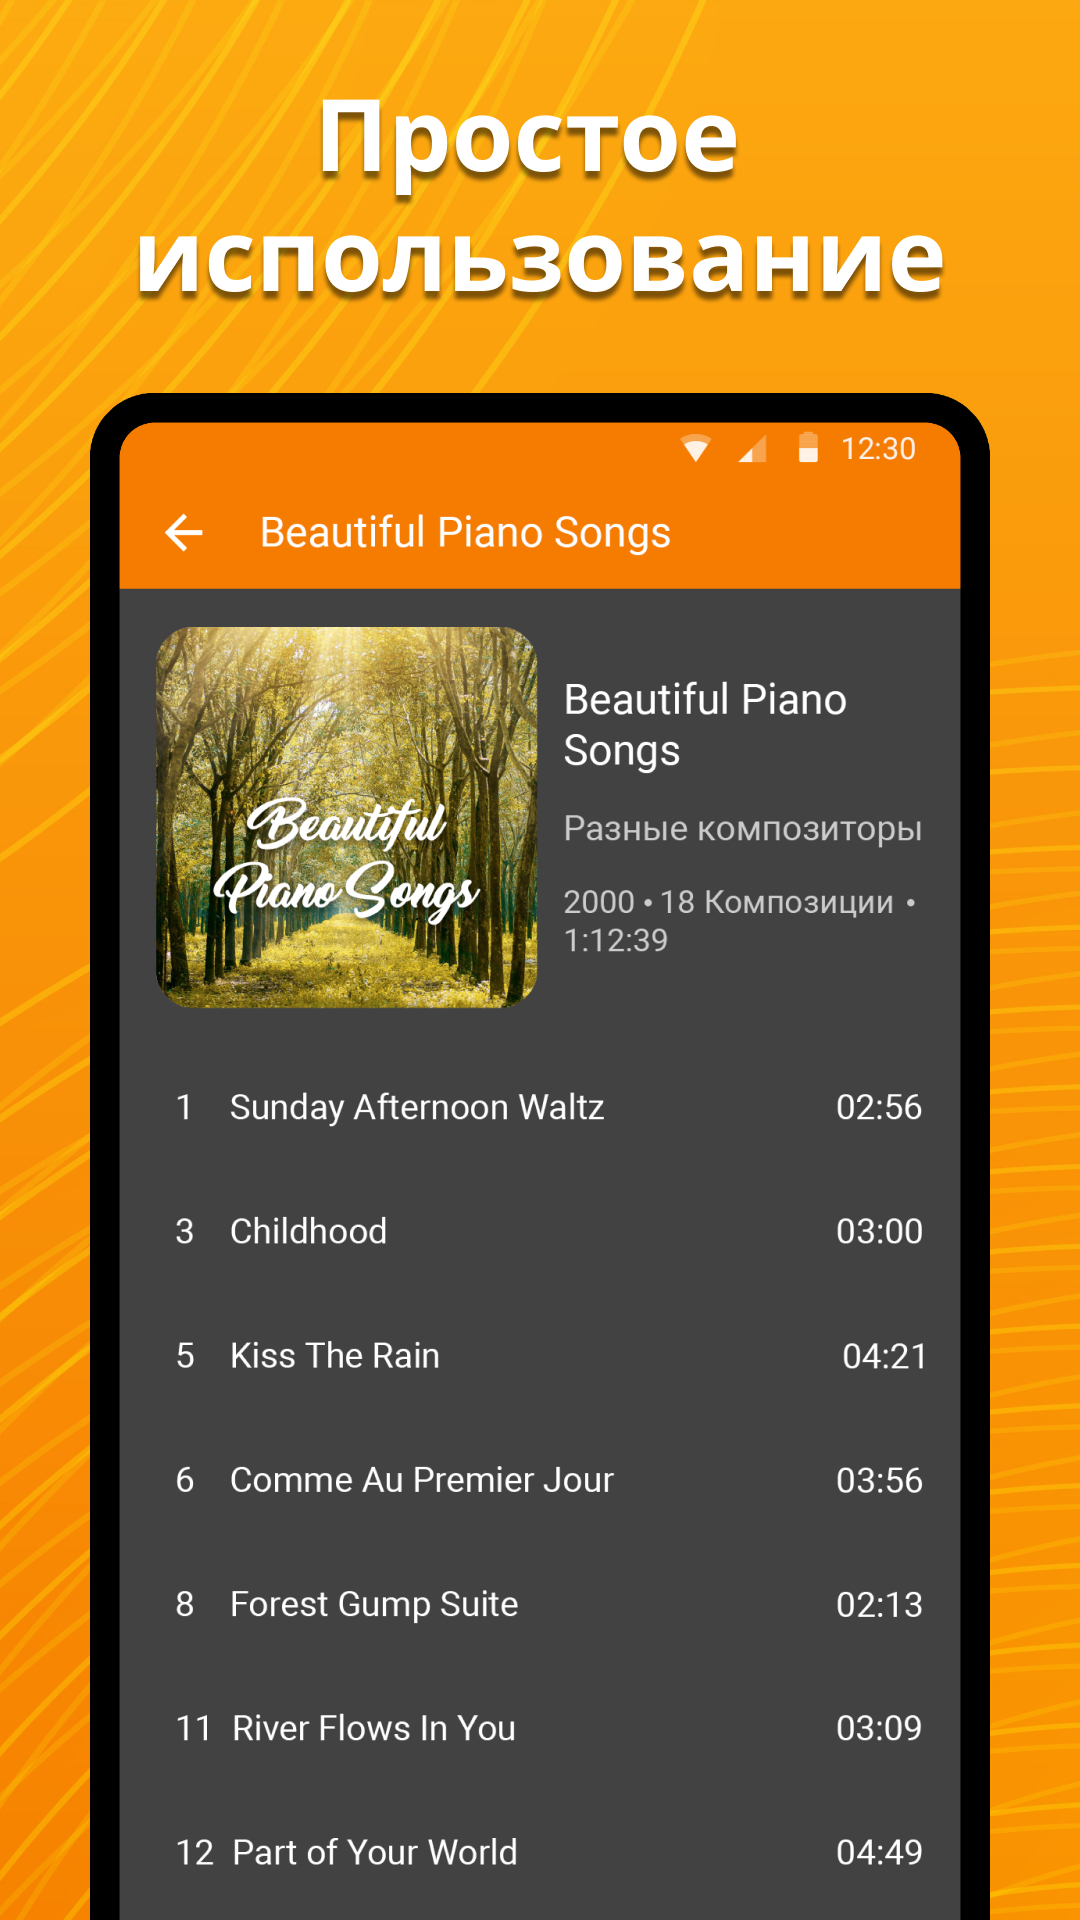 Простое
использование
12:30
Beautiful Piano Songs
Beautiful
Piano Songs
Beautiful Piano
Songs
Разные композиторы
2000 • 18 Композиции •
1:12:39
1 Sunday Afternoon Waltz 02:56
3 Childhood 03:00
5 Kiss The Rain 04:21
6 Comme Au Premier Jour 03:56
8 Forest Gump Suite 02:13
11 River Flows In You 03:09
12 Part of Your World 04:49